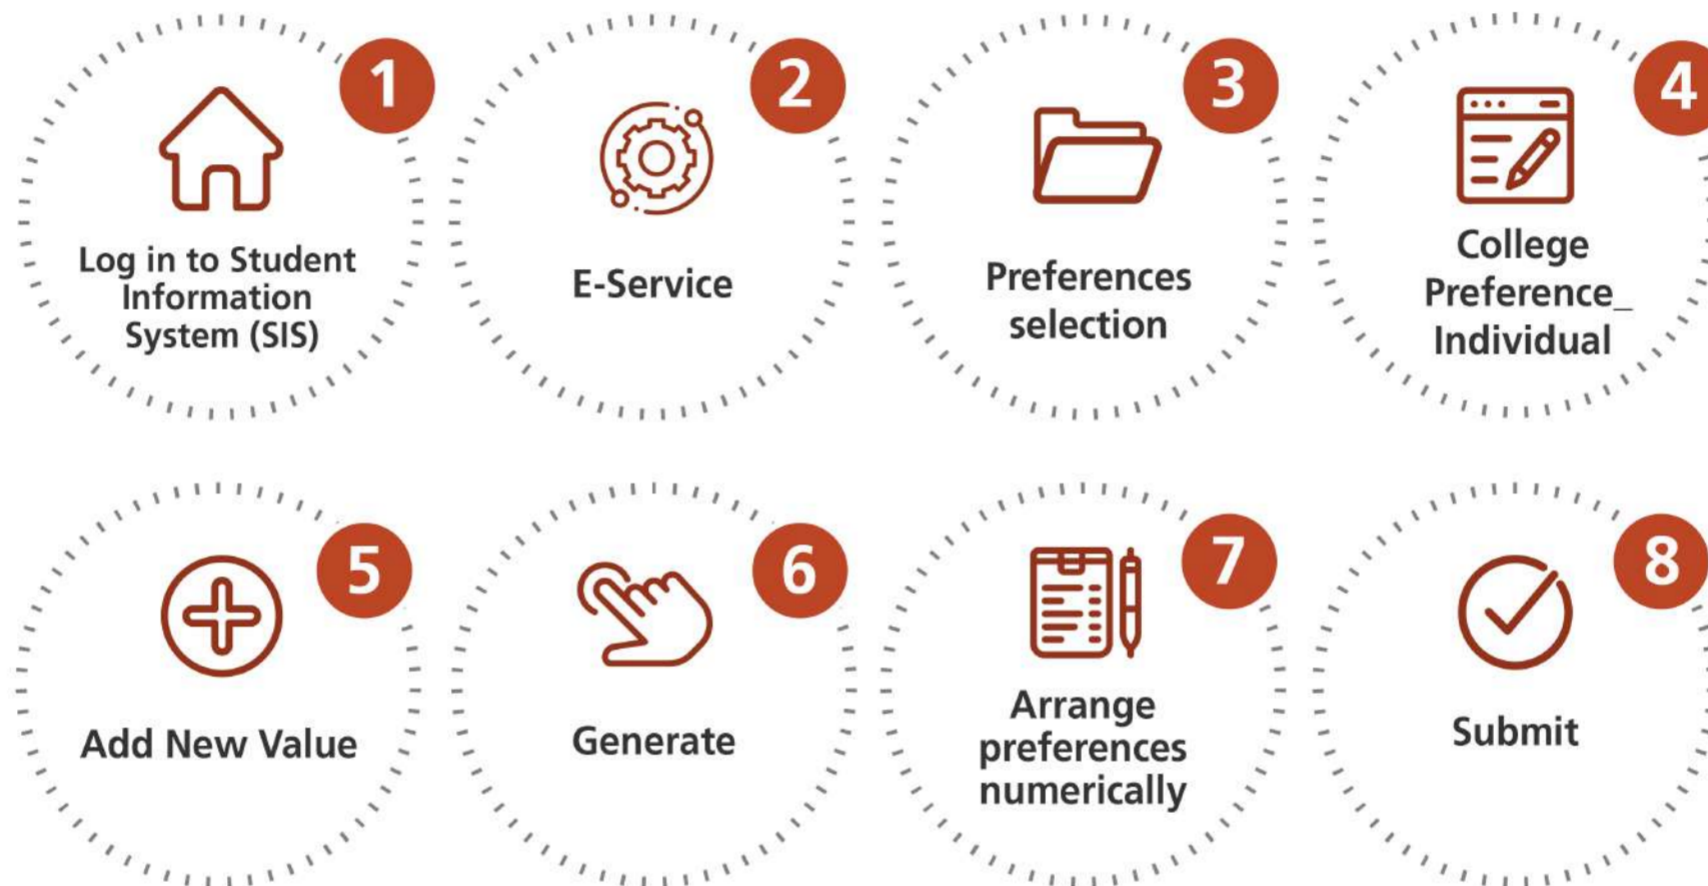 1
Log in to Student
Information
System (SIS)
2
E-Service
3
Preferences
selection
4
College
Preference_
Individual
5
Add New Value
6
Generate
7
Arrange
preferences
numerically
8
Submit